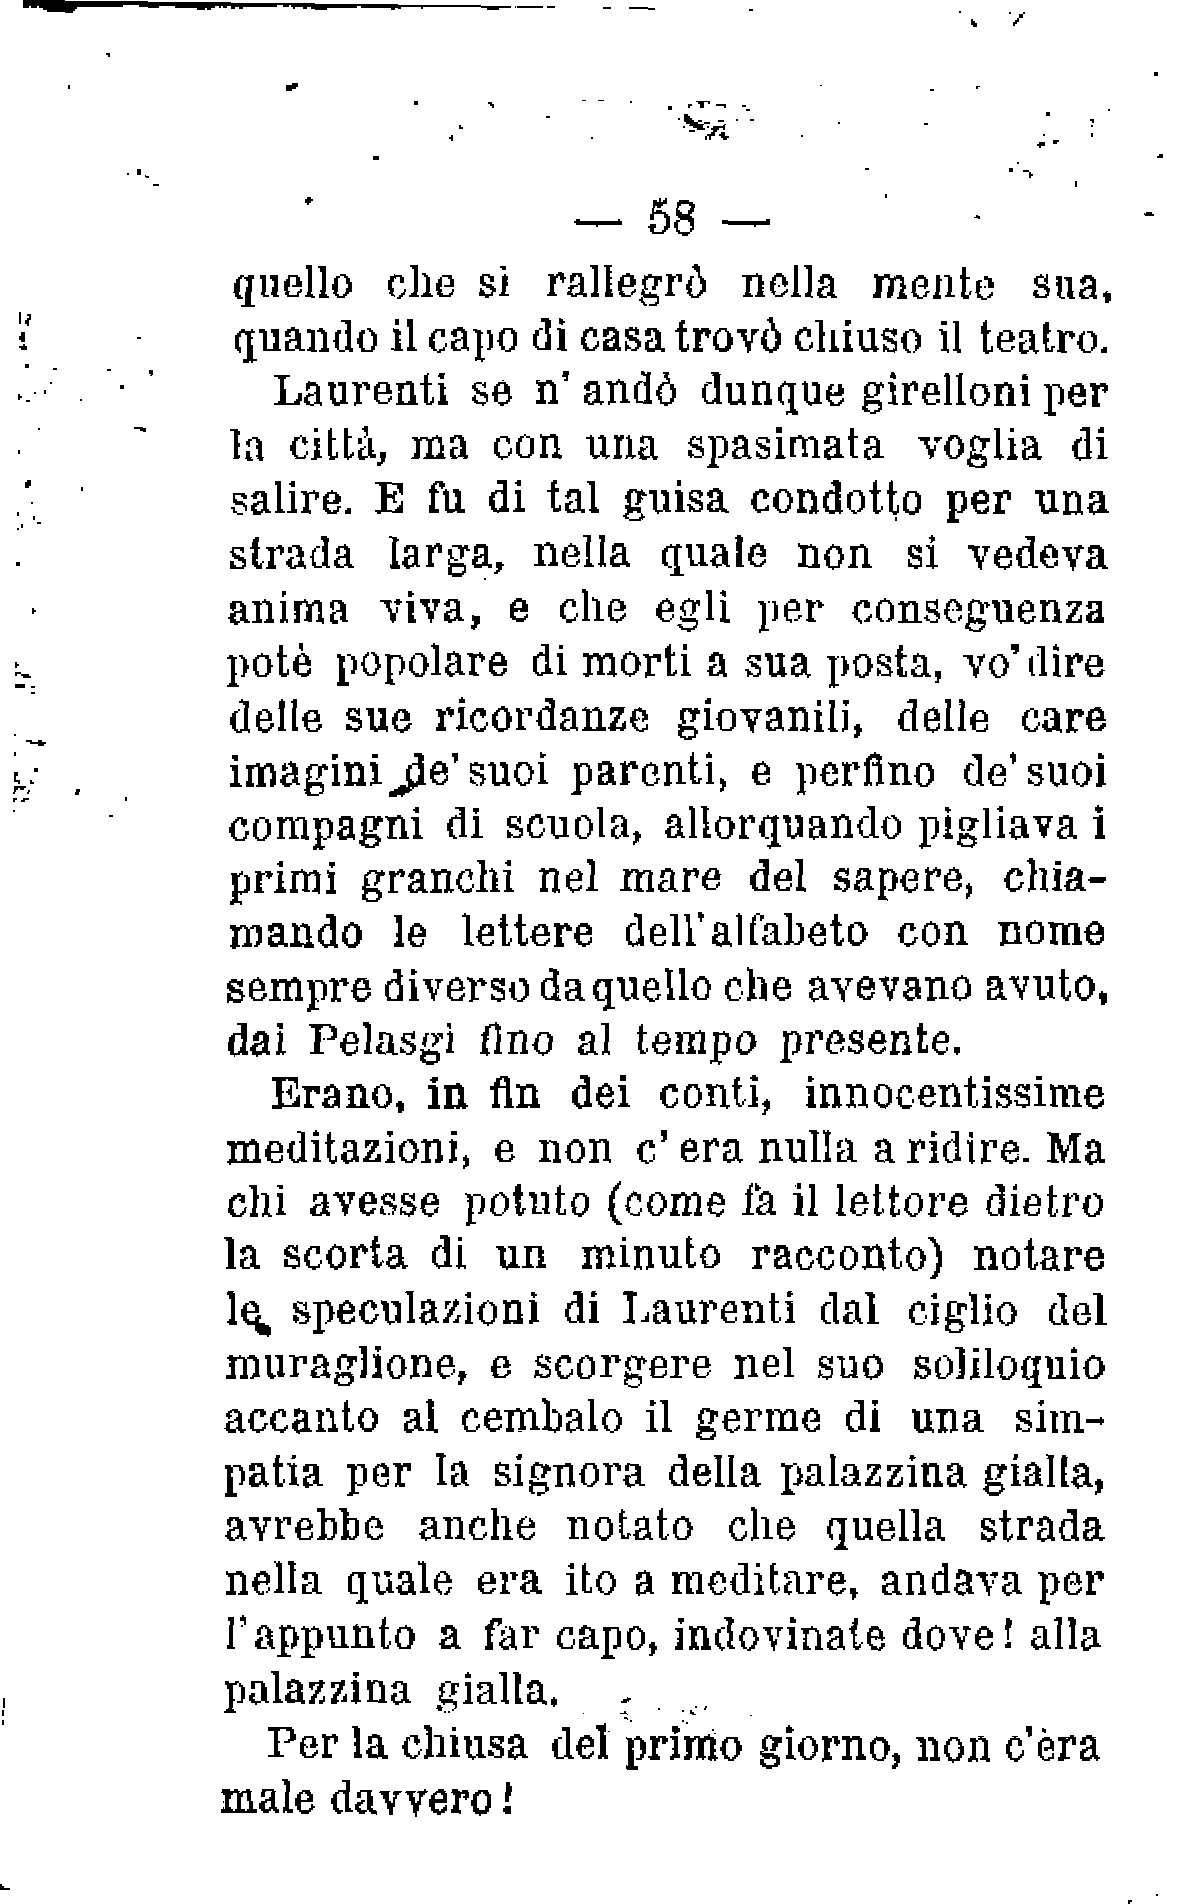 — 58 —
quello che si rallegrò nella mente sua,
quando il capo di casa trovò chiuso il teatro.
Laurenti se n' andò dunque girelloni per
la città, ma con una spasimata voglia di
salire. E fu di tal guisa condotto per una
strada larga, nella quale non si vedeva
anima viva, e che egli per conseguenza
potè popolare di morti a sua posta, vo' dire
delle sue ricordanze giovanili, delle care
imagini de' suoi parenti, e perfino de' suoi
compagni di scuola, allorquando pigliava i
primi granchi nel mare del sapere, chia-
mando le lettere dell'alfabeto con nome
sempre diverso da quello che avevano avuto,
dai Pelasgi fino al tempo presente.
Erano, in fin dei conti, innocentissime
meditazioni, e non c' era nulla a ridire. Ma
chi avesse potuto (come fa il lettore dietro
la scorta di un minuto racconto) notare
le speculazioni di Laurenti dal ciglio del
muraglione, e scorgere nel suo soliloquio
accanto al cembalo il germe di una sim-
patia per la signora della palazzina gialla,
avrebbe anche notato che quella strada
nella quale era ito a meditare, andava per
l'appunto a far capo, indovinate dove! alla
palazzina gialla.
Per la chiusa del primo giorno, non c'èra
male davvero!